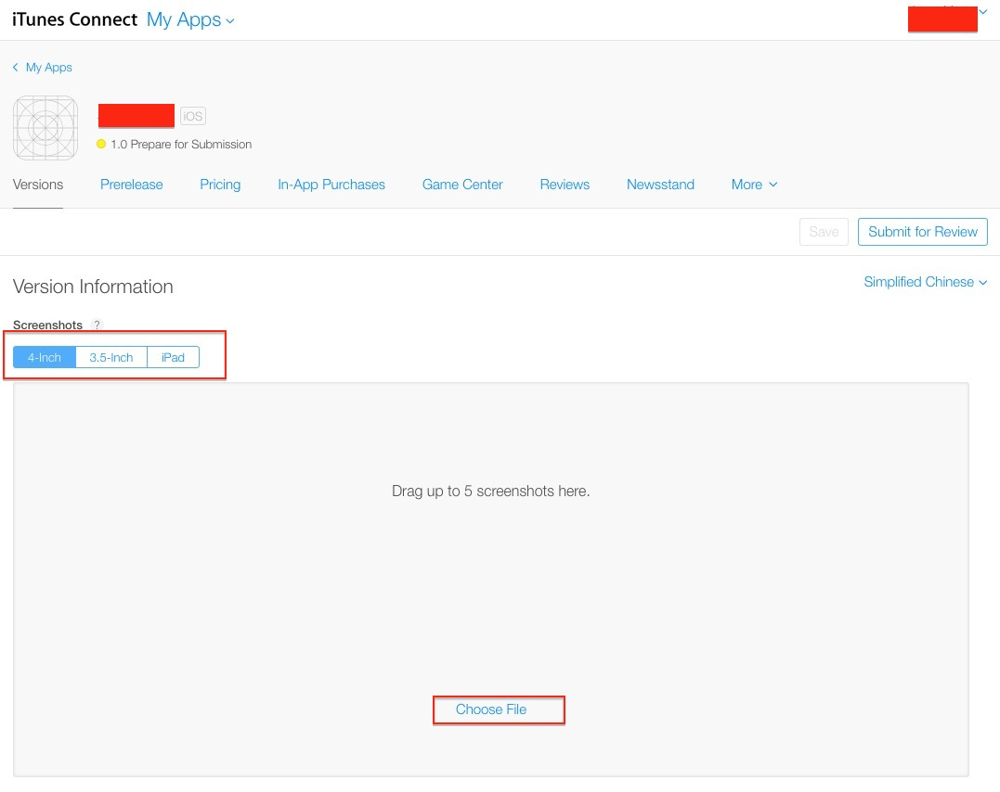 iTunes Connect My Apps
My Apps
iOS
1.0 Prepare for Submission
Versions Prerelease Pricing In-App Purchases Game Center Reviews Newsstand More
Save Submit for Review
Version Information Simplified Chinese
Screenshots ?
4-Inch 3.5-Inch iPad
Drag up to 5 screenshots here.
Choose File